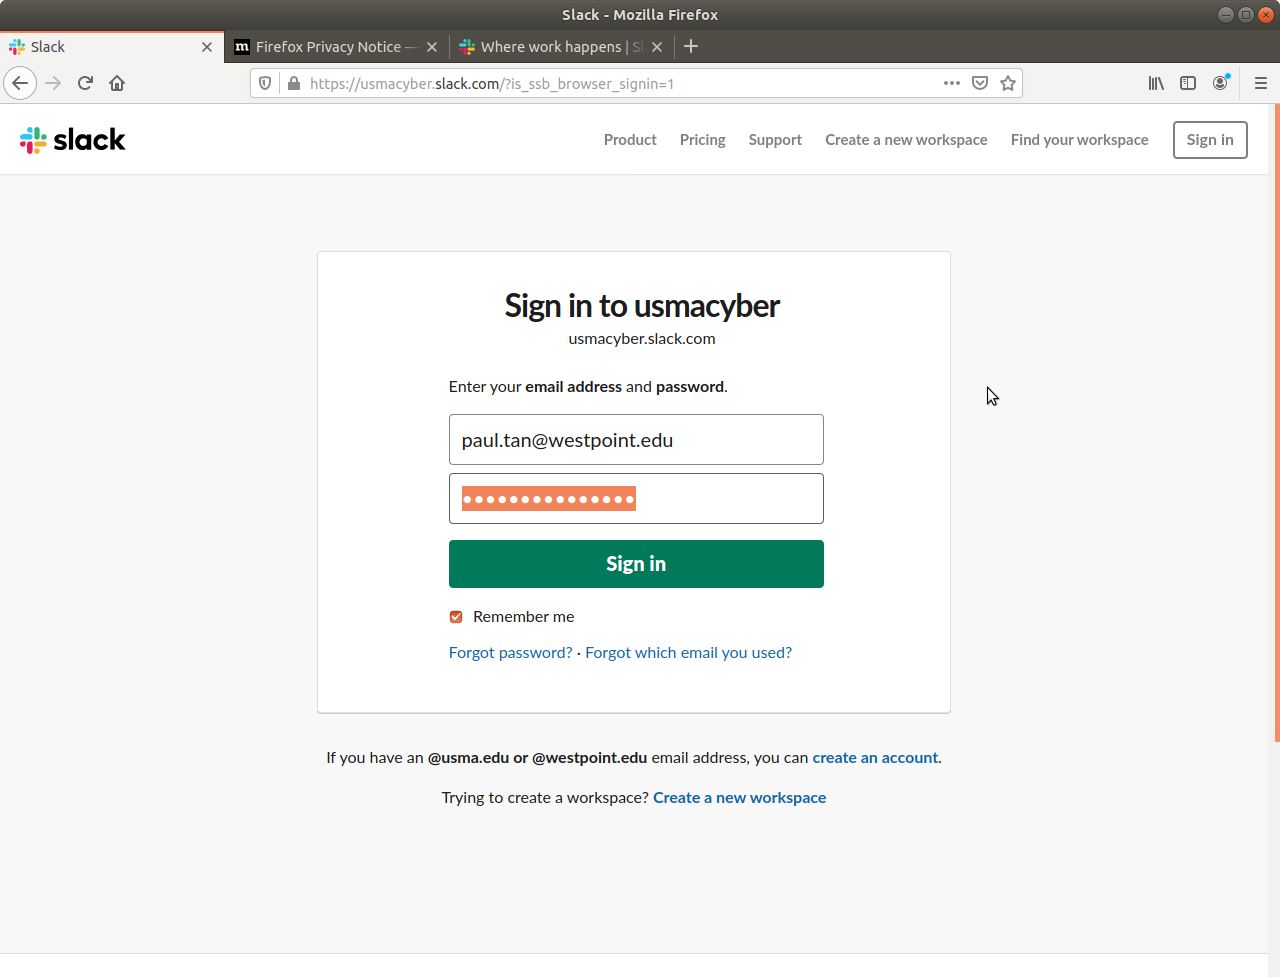 Slack - Mozilla Firefox
Slack
Firefox Privacy Notice —
Where work happens | Sl
https://usmacyber.slack.com/?is_ssb_browser_signin=1
slack
Product Pricing Support Create a new workspace Find your workspace Sign in
Sign in to usmacyber
usmacyber.slack.com
Enter your email address and password.
paul.tan@westpoint.edu
•••••••••••••••
Sign in
Remember me
Forgot password? · Forgot which email you used?
If you have an @usma.edu or @westpoint.edu email address, you can create an account.
Trying to create a workspace? Create a new workspace